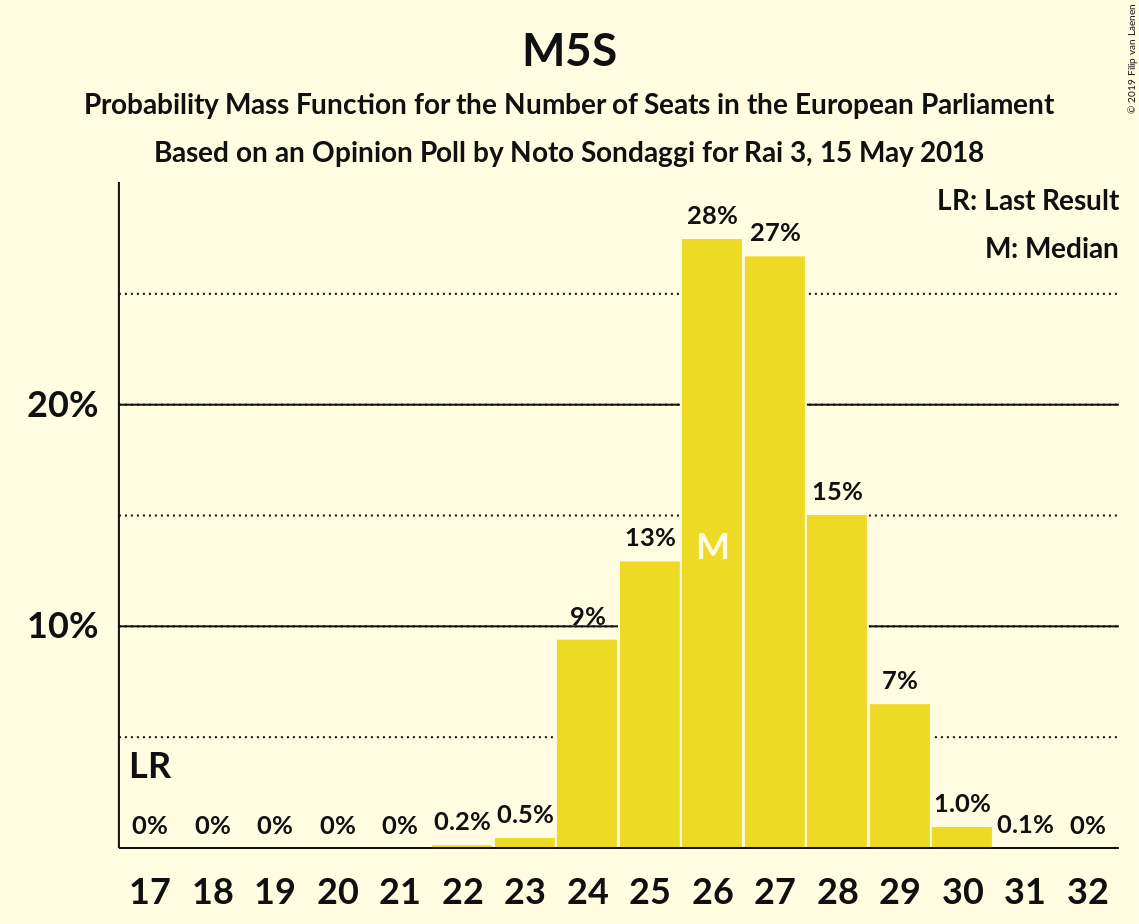 M5S
Probability Mass Function for the Number of Seats in the European Parliament
Based on an Opinion Poll by Noto Sondaggi for Rai 3, 15 May 2018
© 2019 Filip van Laenen
LR: Last Result
M: Median
28%
27%
20%
15%
13%
M
9%
10%
7%
LR
0% 0% 0% 0% 0% 0.2% 0.5% 1.0% 0.1% 0%
17 18 19 20 21 22 23 24 25 26 27 28 29 30 31 32